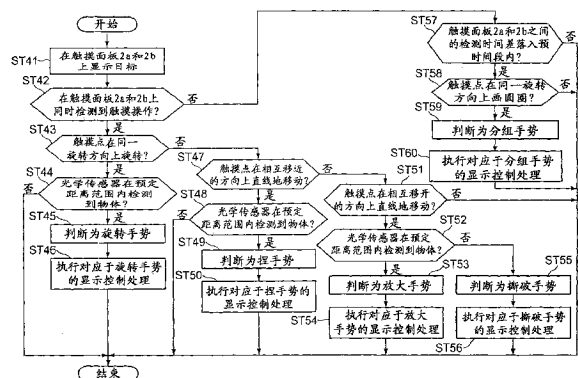 开始
ST41
在触摸面板2a和2b
上显示目标
ST42
在触摸面板2a和2b上
同时检测到触摸操作?
否
是
ST43
触摸点在同一
旋转方向上旋转?
否
是
ST44
光学传感器在预定
距离范围内检测
到物体?
否
是
ST45
判断为旋转手势
ST46
执行对应于旋转手势
的显示控制处理
ST47
触摸点在相互移近
的方向上直线地移动?
否
是
ST48
光学传感器在预定
距离范围内检测到物体?
否
是
ST49
判断为捏手势
ST50
执行对应于捏手势的
显示控制处理
ST51
触摸点在相互移开
的方向上直线地移动?
否
是
ST52
光学传感器在预定
距离范围内检测到物体?
否
是
ST53
判断为放大手势
ST54
执行对应于放大
手势的显示控制处理
ST55
判断为撕破手势
ST56
执行对应于撕破手势
的显示控制处理
ST57
触摸面板2a和2b之间
的检测时间差落入预
时间段内?
否
是
ST58
触摸点在同一旋转
方向上画圆圈?
否
是
ST59
判断为分组手势
ST60
执行对应于分组手势
的显示控制处理
结束